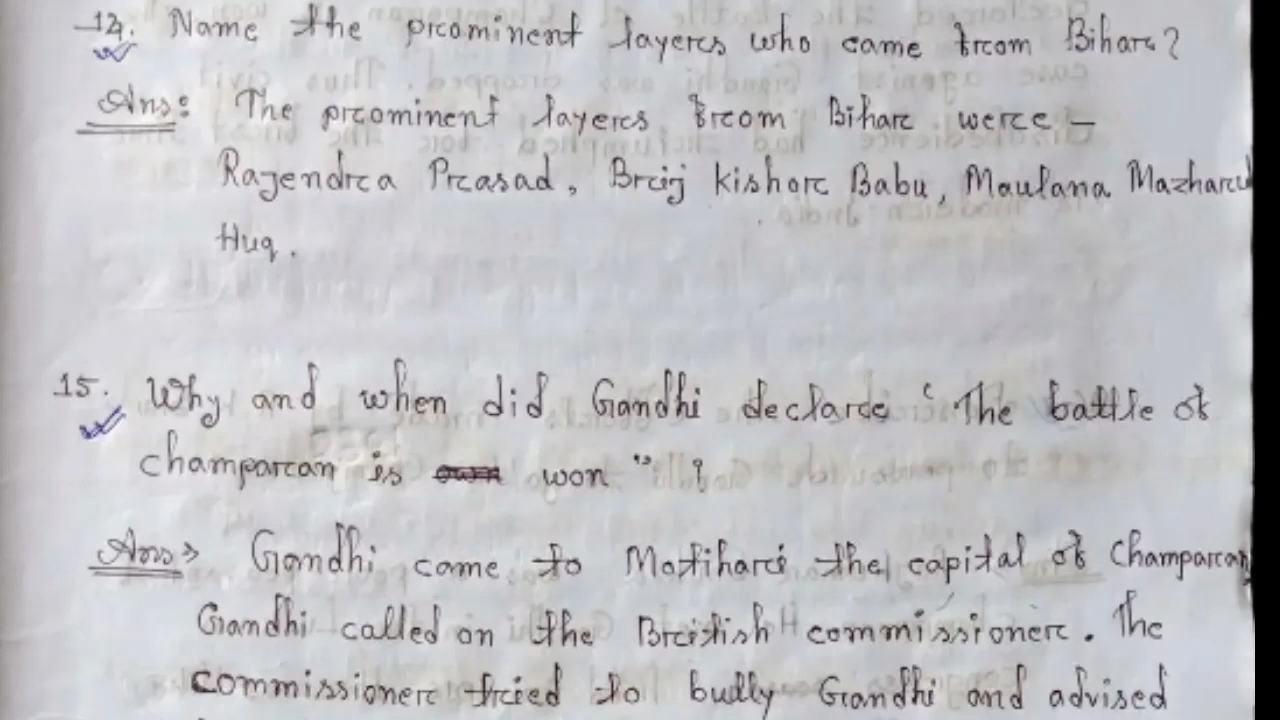 14. Name the prominent layers who came from Bihar?
Ans: The prominent layers from Bihar were –
Rajendra Prasad, Brij kishor Babu, Maulana Mazharul
Huq.
15. Why and when did Gandhi declare ‘The battle of
champaran is won” ?
Ans→ Gandhi came to Motihari the capital of Champaran
Gandhi called on the British commissioner. The
commissioner tried to bully Gandhi and advised